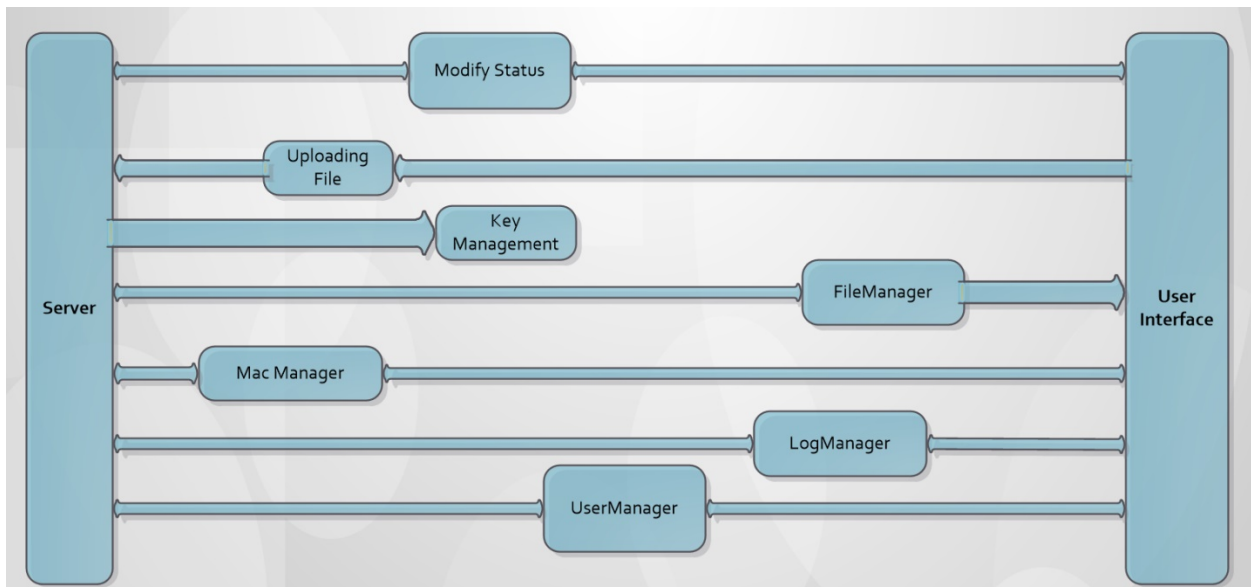 Modify Status
Uploading
File
Key
Management
FileManager
Server
User
Interface
Mac Manager
LogManager
UserManager